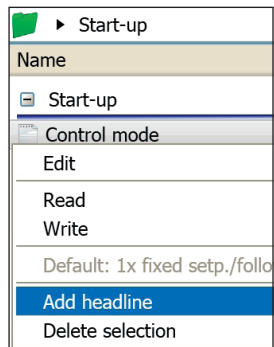 Start-up
Name
Start-up
Control mode
Edit
Read
Write
Default: 1x fixed setp./follo
Add headline
Delete selection